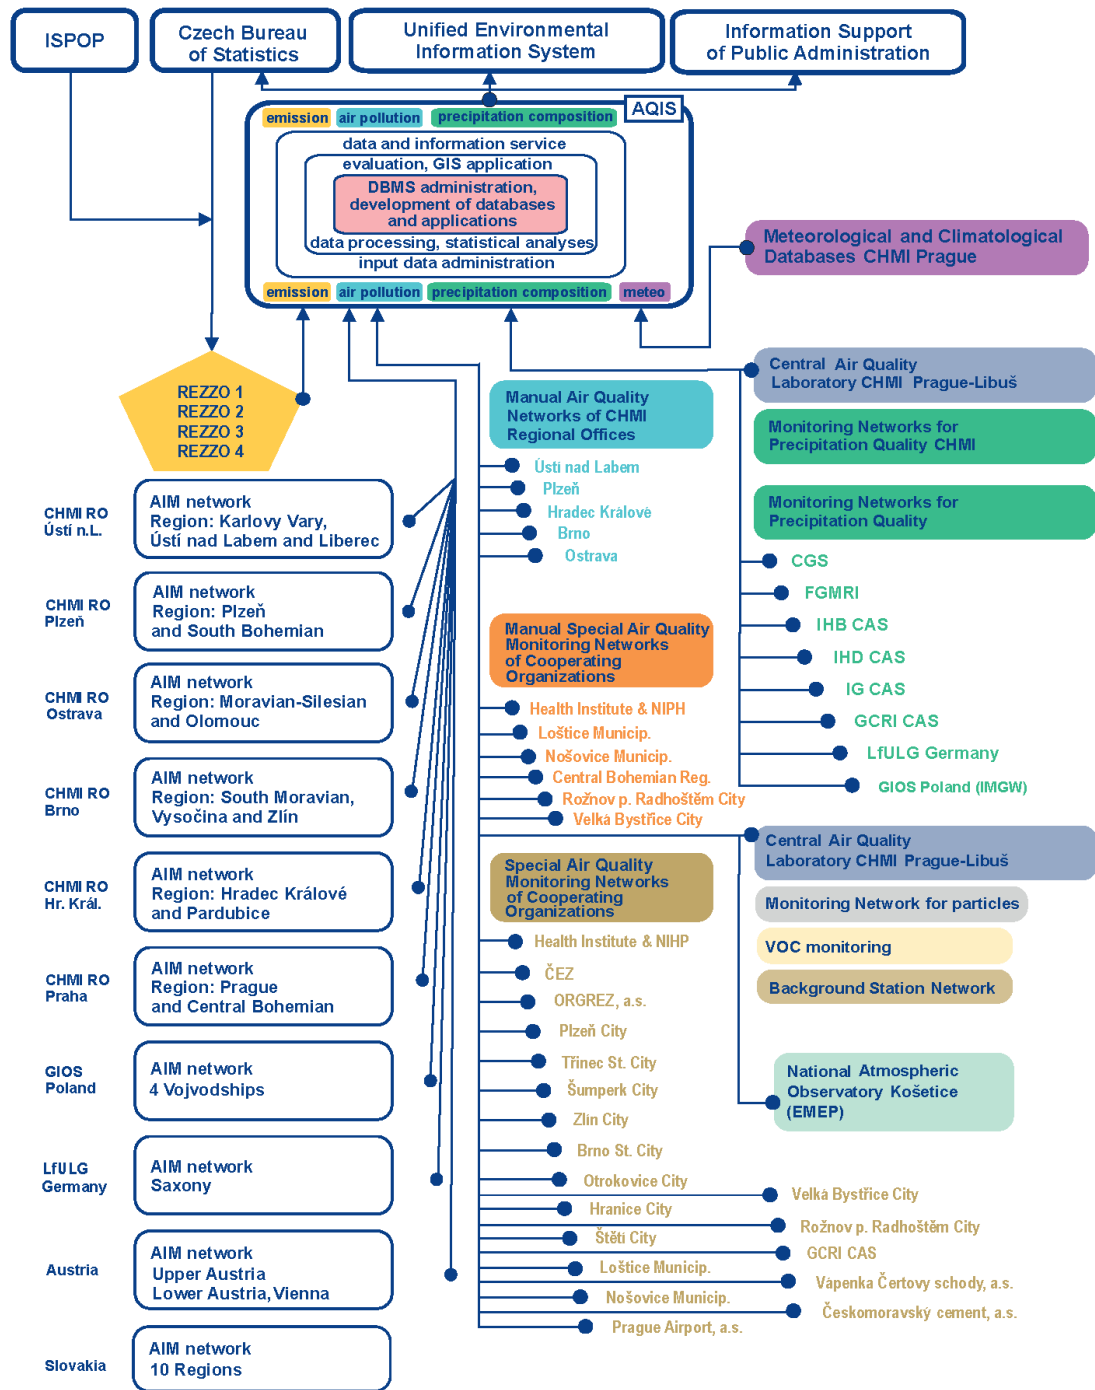 ISPOP
Czech Bureau
of Statistics
Unified Environmental
Information System
Information Support
of Public Administration
AQIS
emission
air pollution
precipitation composition
data and information service
evaluation, GIS application
DBMS administration,
development of databases
and applications
data processing, statistical analyses
input data administration
emission
air pollution
precipitation composition
meteo
Meteorological and Climatological
Databases CHMI Prague
REZZO 1
REZZO 2
REZZO 3
REZZO 4
CHMI RO
Ústí n.L.
AIM network
Region: Karlovy Vary,
Ústí nad Labem and Liberec
CHMI RO
Plzeň
AIM network
Region: Plzeň
and South Bohemian
CHMI RO
Ostrava
AIM network
Region: Moravian-Silesian
and Olomouc
CHMI RO
Brno
AIM network
Region: South Moravian,
Vysočina and Zlín
CHMI RO
Hr. Král.
AIM network
Region: Hradec Králové
and Pardubice
CHMI RO
Praha
AIM network
Region: Prague
and Central Bohemian
GIOS
Poland
AIM network
4 Vojvodships
LfULG
Germany
AIM network
Saxony
Austria
AIM network
Upper Austria
Lower Austria, Vienna
Slovakia
AIM network
10 Regions
Manual Air Quality
Networks of CHMI
Regional Offices
Ústí nad Labem
Plzeň
Hradec Králové
Brno
Ostrava
Manual Special Air Quality
Monitoring Networks
of Cooperating
Organizations
Health Institute & NIPH
Loštice Municip.
Nošovice Municip.
Central Bohemian Reg.
Rožnov p. Radhoštěm City
Velká Bystřice City
Special Air Quality
Monitoring Networks
of Cooperating
Organizations
Health Institute & NIHP
ČEZ
ORGREZ, a.s.
Plzeň City
Třinec St. City
Šumperk City
Zlín City
Brno St. City
Otrokovice City
Hranice City
Štětí City
Loštice Municip.
Nošovice Municip.
Prague Airport, a.s.
Velká Bystřice City
Rožnov p. Radhoštěm City
GCRI CAS
Vápenka Čertovy schody, a.s.
Českomoravský cement, a.s.
Central Air Quality
Laboratory CHMI Prague-Libuš
Monitoring Networks for
Precipitation Quality CHMI
Monitoring Networks for
Precipitation Quality
CGS
FGMRI
IHB CAS
IHD CAS
IG CAS
GCRI CAS
LfULG Germany
GIOS Poland (IMGW)
Central Air Quality
Laboratory CHMI Prague-Libuš
Monitoring Network for particles
VOC monitoring
Background Station Network
National Atmospheric
Observatory Košetice
(EMEP)